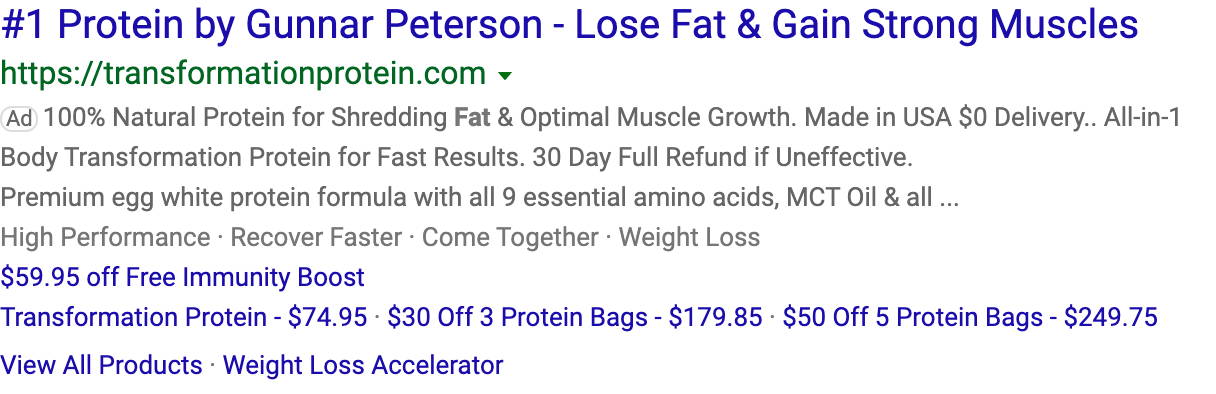 #1 Protein by Gunnar Peterson - Lose Fat & Gain Strong Muscles
https://transformationprotein.com
Ad 100% Natural Protein for Shredding Fat & Optimal Muscle Growth. Made in USA $0 Delivery.. All-in-1
Body Transformation Protein for Fast Results. 30 Day Full Refund if Uneffective.
Premium egg white protein formula with all 9 essential amino acids, MCT Oil & all ...
High Performance · Recover Faster · Come Together · Weight Loss
$59.95 off Free Immunity Boost
Transformation Protein - $74.95 · $30 Off 3 Protein Bags - $179.85 · $50 Off 5 Protein Bags - $249.75
View All Products · Weight Loss Accelerator